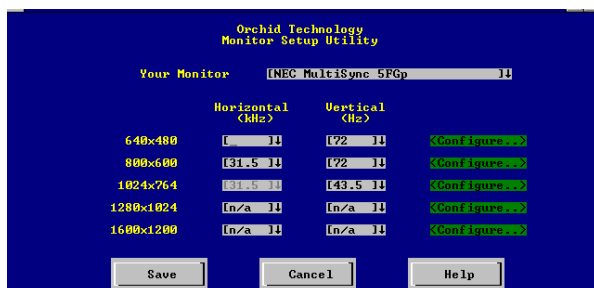 Orchid Technology
Monitor Setup Utility
Your Monitor [NEC MultiSync 5FGp ]↓
Horizontal Vertical
(kHz) (Hz)
640x480 [_ ]↓ [72 ]↓ <Configure..>
800x600 [31.5 ]↓ [72 ]↓ <Configure..>
1024x764 [31.5 ]↓ [43.5 ]↓ <Configure..>
1280x1024 [n/a ]↓ [n/a ]↓ <Configure..>
1600x1200 [n/a ]↓ [n/a ]↓ <Configure..>
Save Cancel Help